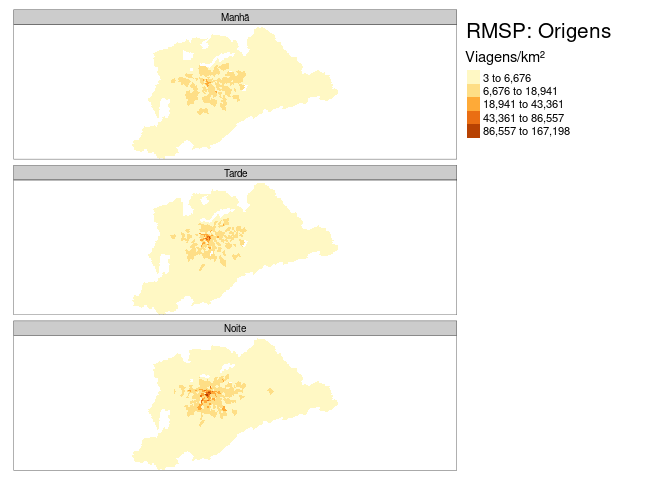 Manhã
RMSP: Origens
Viagens/km²
3 to 6,676
6,676 to 18,941
18,941 to 43,361
43,361 to 86,557
86,557 to 167,198
Tarde
Noite